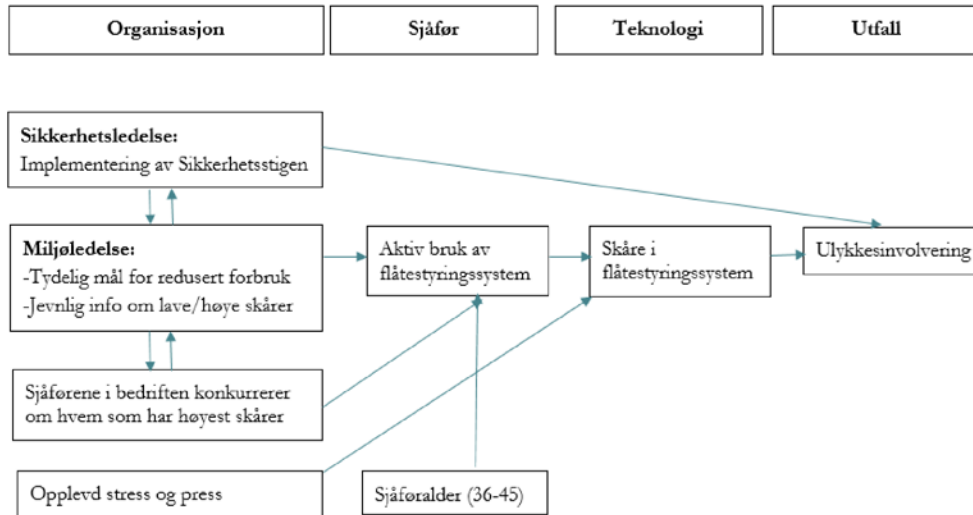 Organisasjon
Sjåfør
Teknologi
Utfall
Sikkerhetsledelse:
Implementering av Sikkerhetsstigen
Miljøledelse:
-Tydelig mål for redusert forbruk
-Jevnlig info om lave/høye skårer
Aktiv bruk av
flåtestyringssystem
Skåre i
flåtestyringssystem
Ulykkesinvolvering
Sjåførene i bedriften konkurrerer
om hvem som har høyest skårer
Opplevd stress og press
Sjåføralder (36-45)